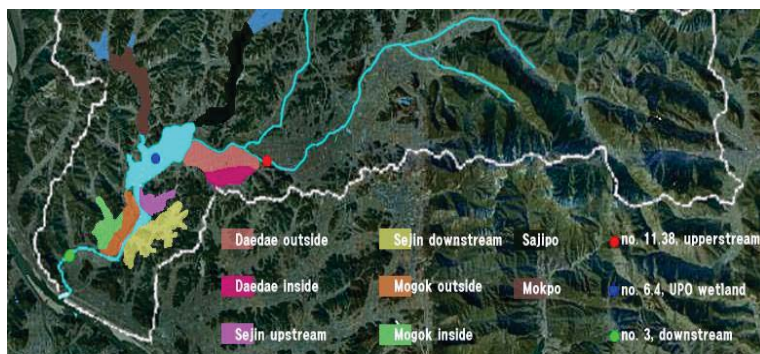 Daedae outside
Sejin downstream
Sajipo
no. 11.38, upperstream
Daedae inside
Mogok outside
Mokpo
no. 6.4, UPO wetland
Sejin upstream
Mogok inside
no. 3, downstream